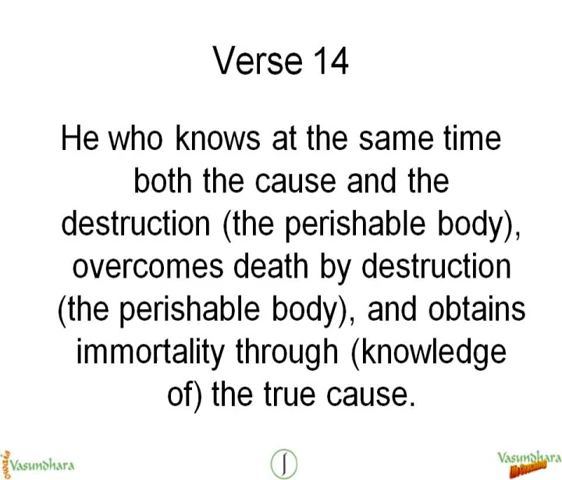 Verse 14
He who knows at the same time
both the cause and the
destruction (the perishable body),
overcomes death by destruction
(the perishable body), and obtains
immortality through (knowledge
of) the true cause.
Vasundhara
Vasundhara